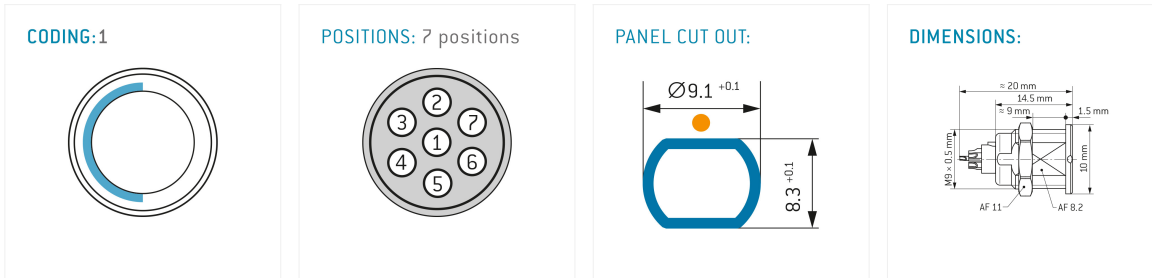 CODING: 1
POSITIONS: 7 positions
2
3
7
1
4
6
5
PANEL CUT OUT:
Ø9.1 +0.1
8.3 +0.1
DIMENSIONS:
≈ 20 mm
14.5 mm
≈ 9 mm
1.5 mm
M9 × 0.5 mm
10 mm
AF 11
AF 8.2